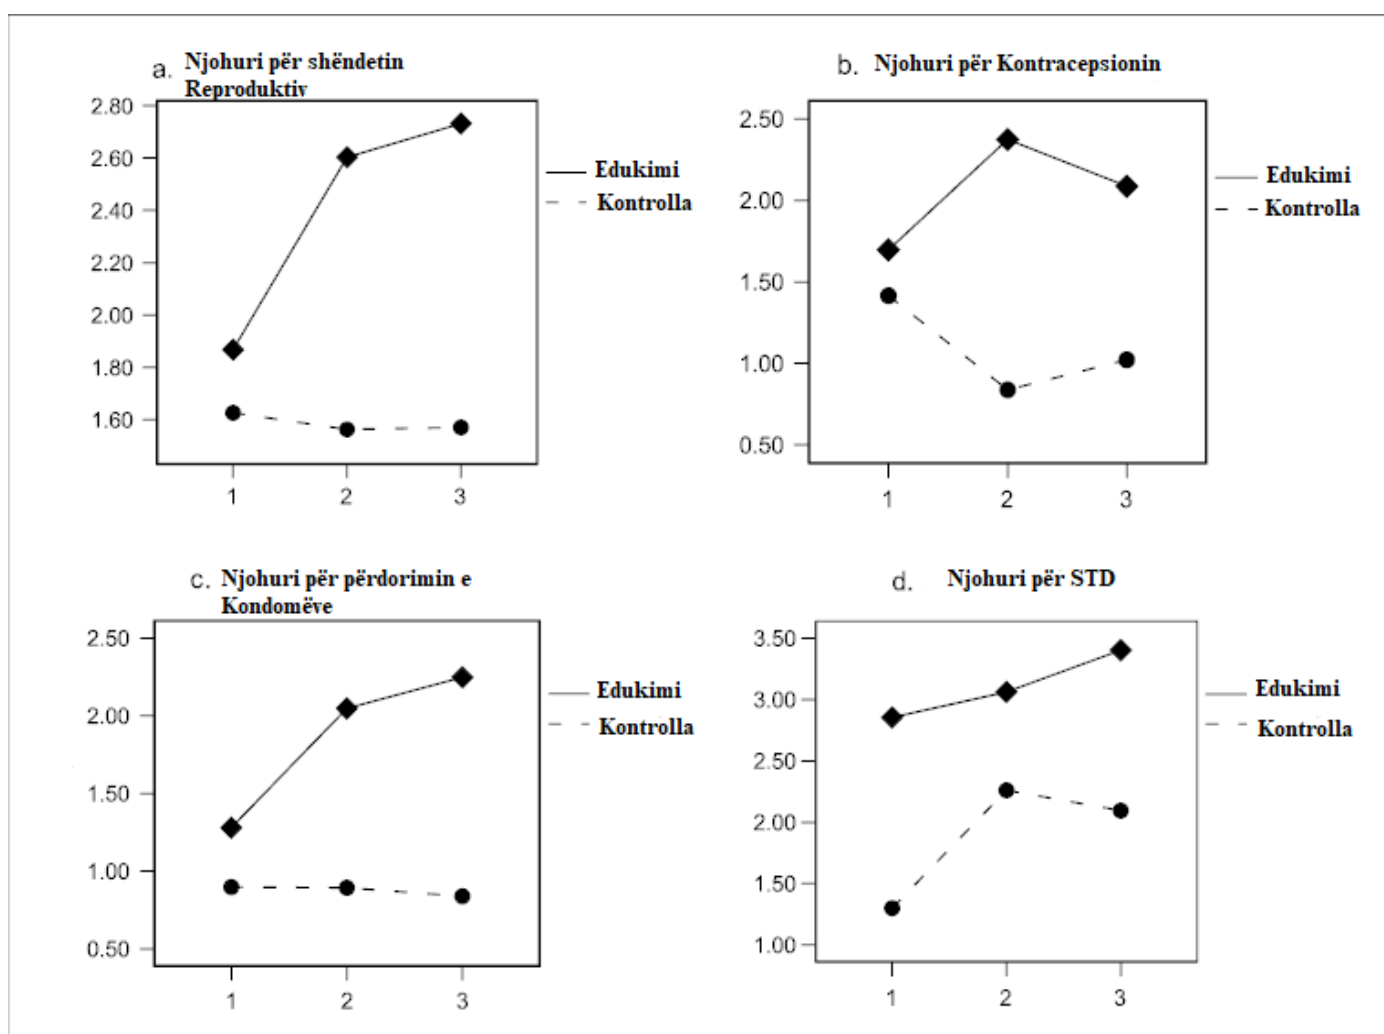 a. Njohuri për shëndetin
Reproduktiv
2.80
2.60
2.40
2.20
2.00
1.80
1.60
1
2
3
Edukimi
Kontrolla
b. Njohuri për Kontracepsionin
2.50
2.00
1.50
1.00
0.50
1
2
3
Edukimi
Kontrolla
c. Njohuri për përdorimin e
Kondomëve
2.50
2.00
1.50
1.00
0.50
1
2
3
Edukimi
Kontrolla
d. Njohuri për STD
3.50
3.00
2.50
2.00
1.50
1.00
1
2
3
Edukimi
Kontrolla